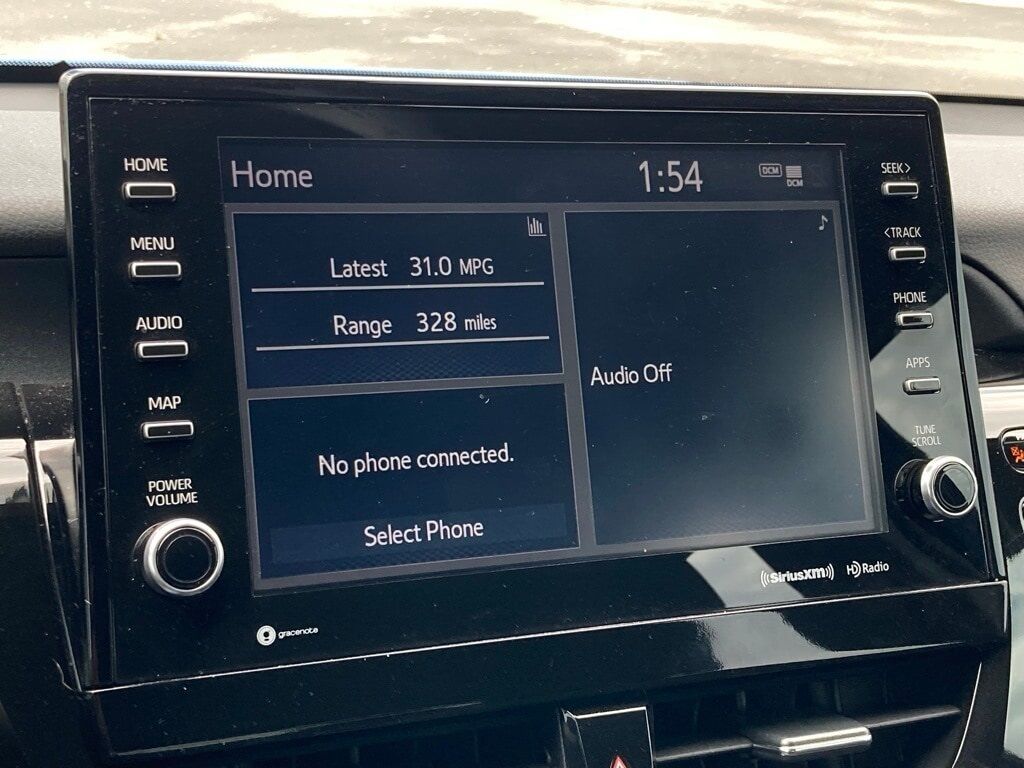 HOME
MENU
AUDIO
MAP
POWER
VOLUME
Home
1:54
DCM
DCM
Latest 31.0 MPG
Range 328 miles
No phone connected.
Select Phone
Audio Off
SEEK>
<TRACK
PHONE
APPS
TUNE
SCROLL
gracenote
((SiriusXM))
HD Radio